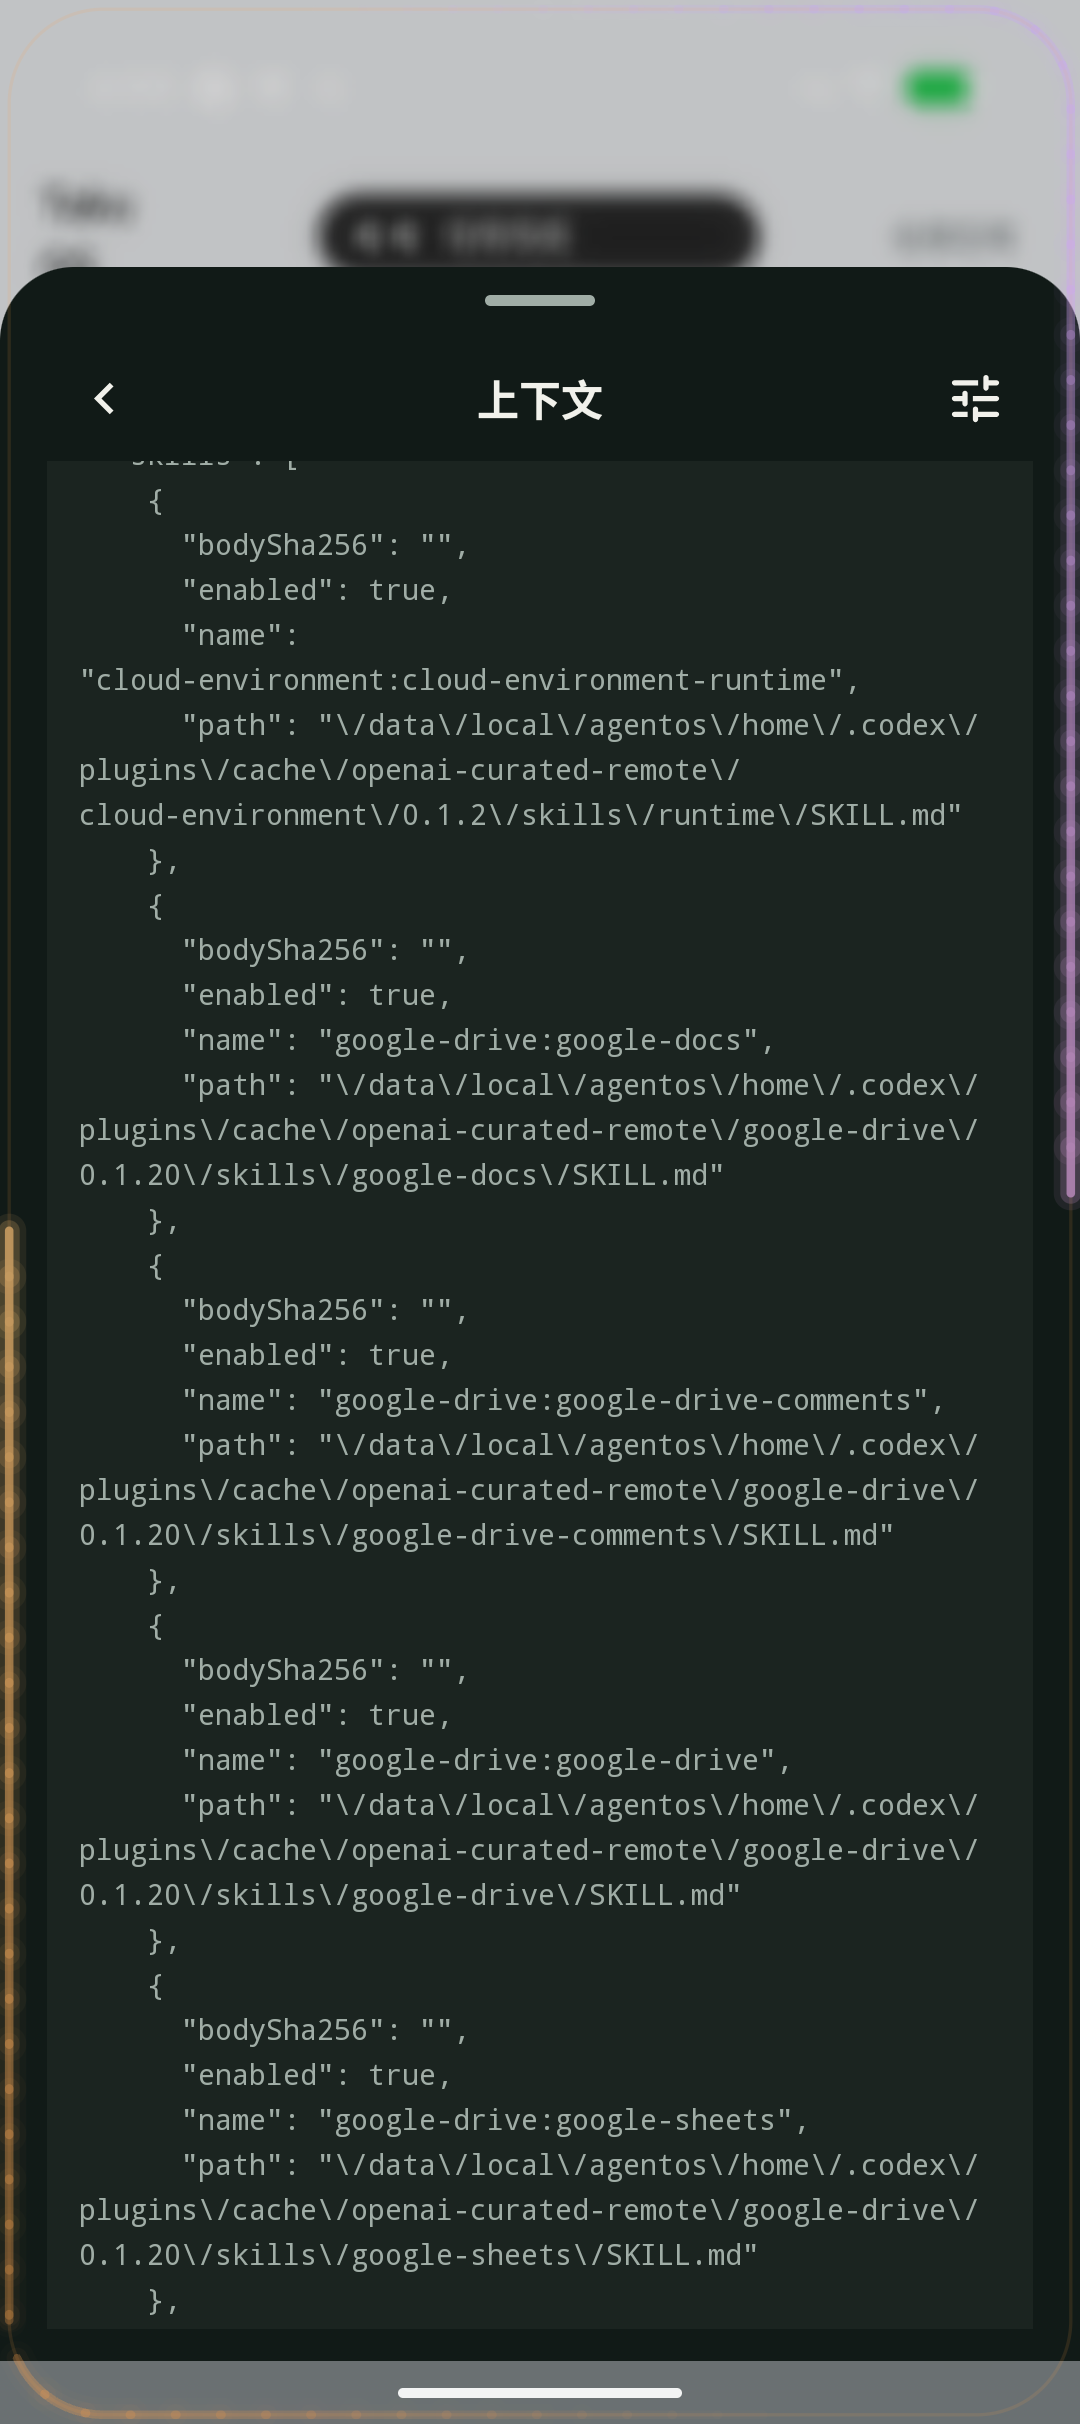 上下文
"skills": [
{
"bodySha256": "",
"enabled": true,
"name":
"cloud-environment:cloud-environment-runtime",
"path": "\/data\/local\/agentos\/home\/.codex\/
plugins\/cache\/openai-curated-remote\/
cloud-environment\/0.1.2\/skills\/runtime\/SKILL.md"
},
{
"bodySha256": "",
"enabled": true,
"name": "google-drive:google-docs",
"path": "\/data\/local\/agentos\/home\/.codex\/
plugins\/cache\/openai-curated-remote\/google-drive\/
0.1.20\/skills\/google-docs\/SKILL.md"
},
{
"bodySha256": "",
"enabled": true,
"name": "google-drive:google-drive-comments",
"path": "\/data\/local\/agentos\/home\/.codex\/
plugins\/cache\/openai-curated-remote\/google-drive\/
0.1.20\/skills\/google-drive-comments\/SKILL.md"
},
{
"bodySha256": "",
"enabled": true,
"name": "google-drive:google-drive",
"path": "\/data\/local\/agentos\/home\/.codex\/
plugins\/cache\/openai-curated-remote\/google-drive\/
0.1.20\/skills\/google-drive\/SKILL.md"
},
{
"bodySha256": "",
"enabled": true,
"name": "google-drive:google-sheets",
"path": "\/data\/local\/agentos\/home\/.codex\/
plugins\/cache\/openai-curated-remote\/google-drive\/
0.1.20\/skills\/google-sheets\/SKILL.md"
},